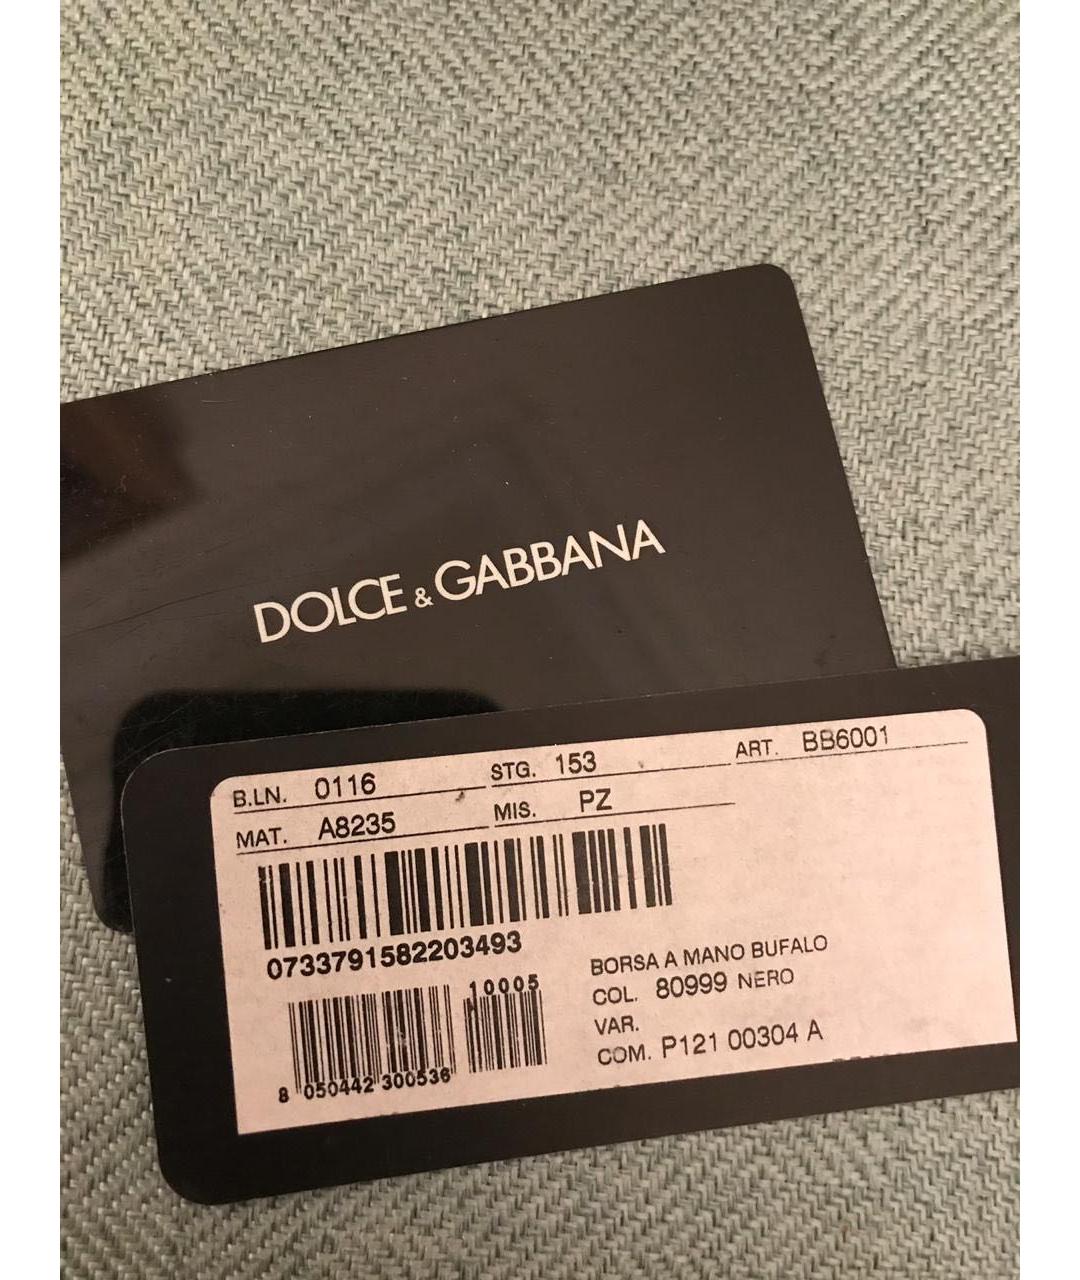 DOLCE & GABBANA
B.LN. 0116 STG. 153 ART. BB6001
MAT. A8235 MIS. PZ
0733791582203493
10005
8 050442 300536
BORSA A MANO BUFALO
COL. 80999 NERO
VAR.
COM. P121 00304 A